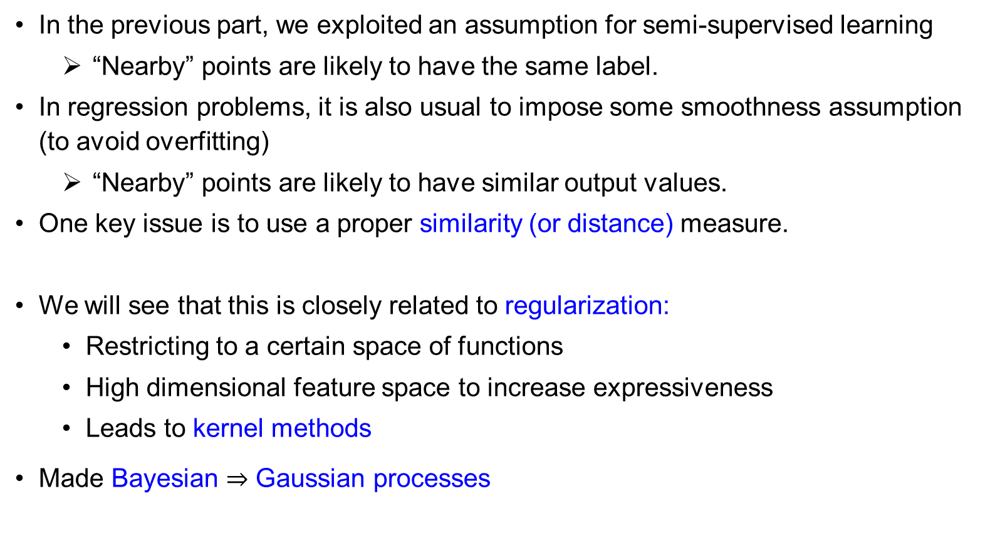 • In the previous part, we exploited an assumption for semi-supervised learning
➢ “Nearby” points are likely to have the same label.
• In regression problems, it is also usual to impose some smoothness assumption
(to avoid overfitting)
➢ “Nearby” points are likely to have similar output values.
• One key issue is to use a proper similarity (or distance) measure.
• We will see that this is closely related to regularization:
• Restricting to a certain space of functions
• High dimensional feature space to increase expressiveness
• Leads to kernel methods
• Made Bayesian ⇒ Gaussian processes